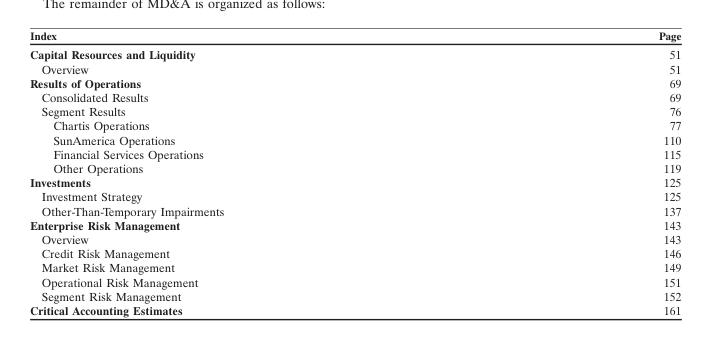 The remainder of MD&A is organized as follows:
Index Page
Capital Resources and Liquidity 51
Overview 51
Results of Operations 69
Consolidated Results 69
Segment Results 76
Chartis Operations 77
SunAmerica Operations 110
Financial Services Operations 115
Other Operations 119
Investments 125
Investment Strategy 125
Other-Than-Temporary Impairments 137
Enterprise Risk Management 143
Overview 143
Credit Risk Management 146
Market Risk Management 149
Operational Risk Management 151
Segment Risk Management 152
Critical Accounting Estimates 161